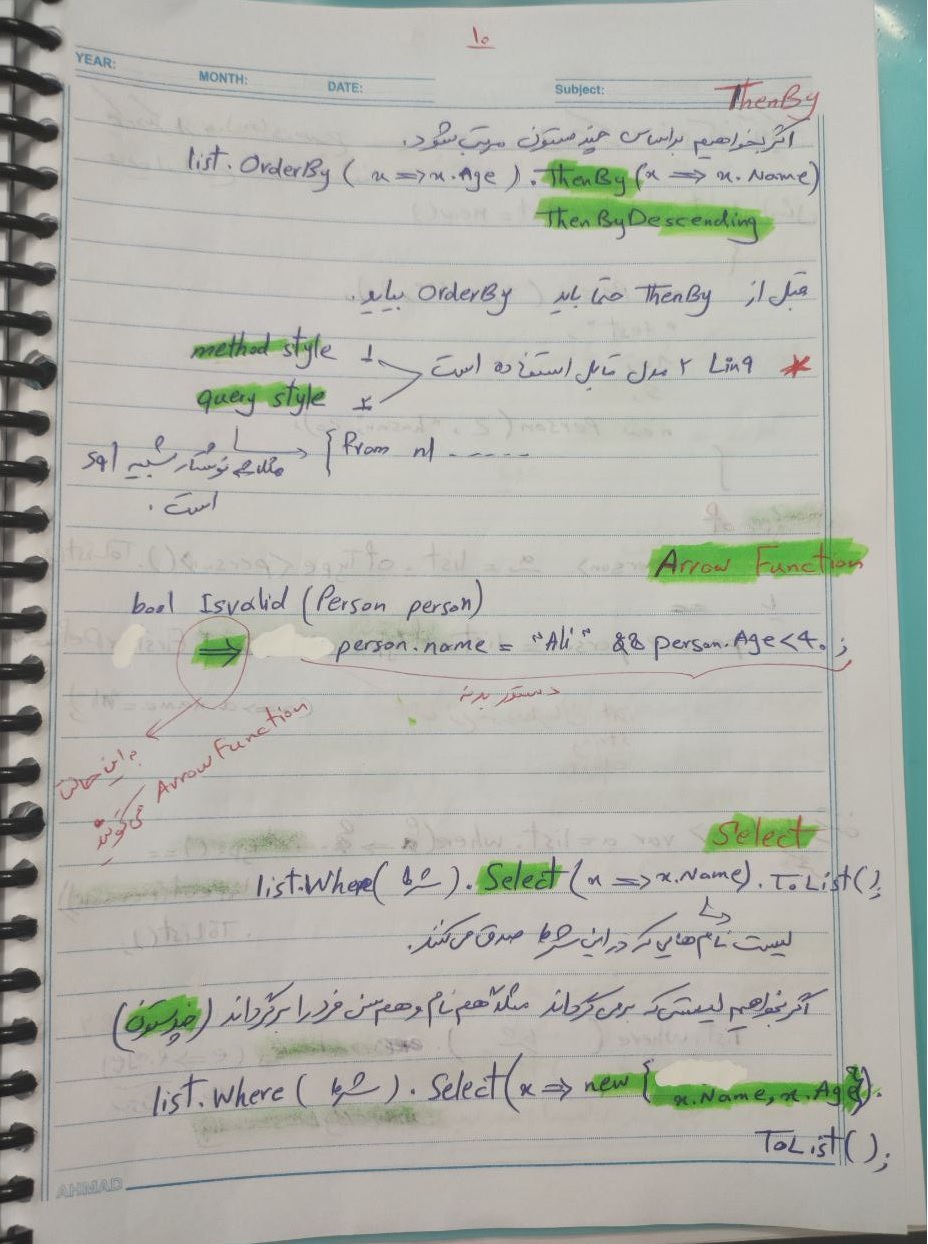 ۱۰
YEAR: MONTH: DATE: Subject:
ThenBy
اگر بخواهیم براساس چند ستون مرتب شود.
list.OrderBy ( x => x.Age ) . ThenBy (x => x.Name)
ThenByDescending
قبل از ThenBy حتما باید OrderBy بیاید.
* Linq ۲ مدل قابل استفاده است
۱ method style
۲ query style
{ From n|
نوشتار شبیه sql
است.
Arrow Function
bool Isvalid (Person person)
=> person.name = "Ali" && person.Age<40;
دستور بدنه
به این حالت
Arrow Function
می‌گویند
Select
list.Where( شرط ) . Select ( x => x.Name) . ToList();
لیست نام هایی که در این شرط صدق می‌کنند.
اگر بخواهیم لیستی که برمی‌گرداند مثلا هم نام و هم سن فرد را برگرداند (چند ستون)
list.Where ( شرط ) . Select (x => new { x.Name, x.Age}).
ToList();
AHMAD